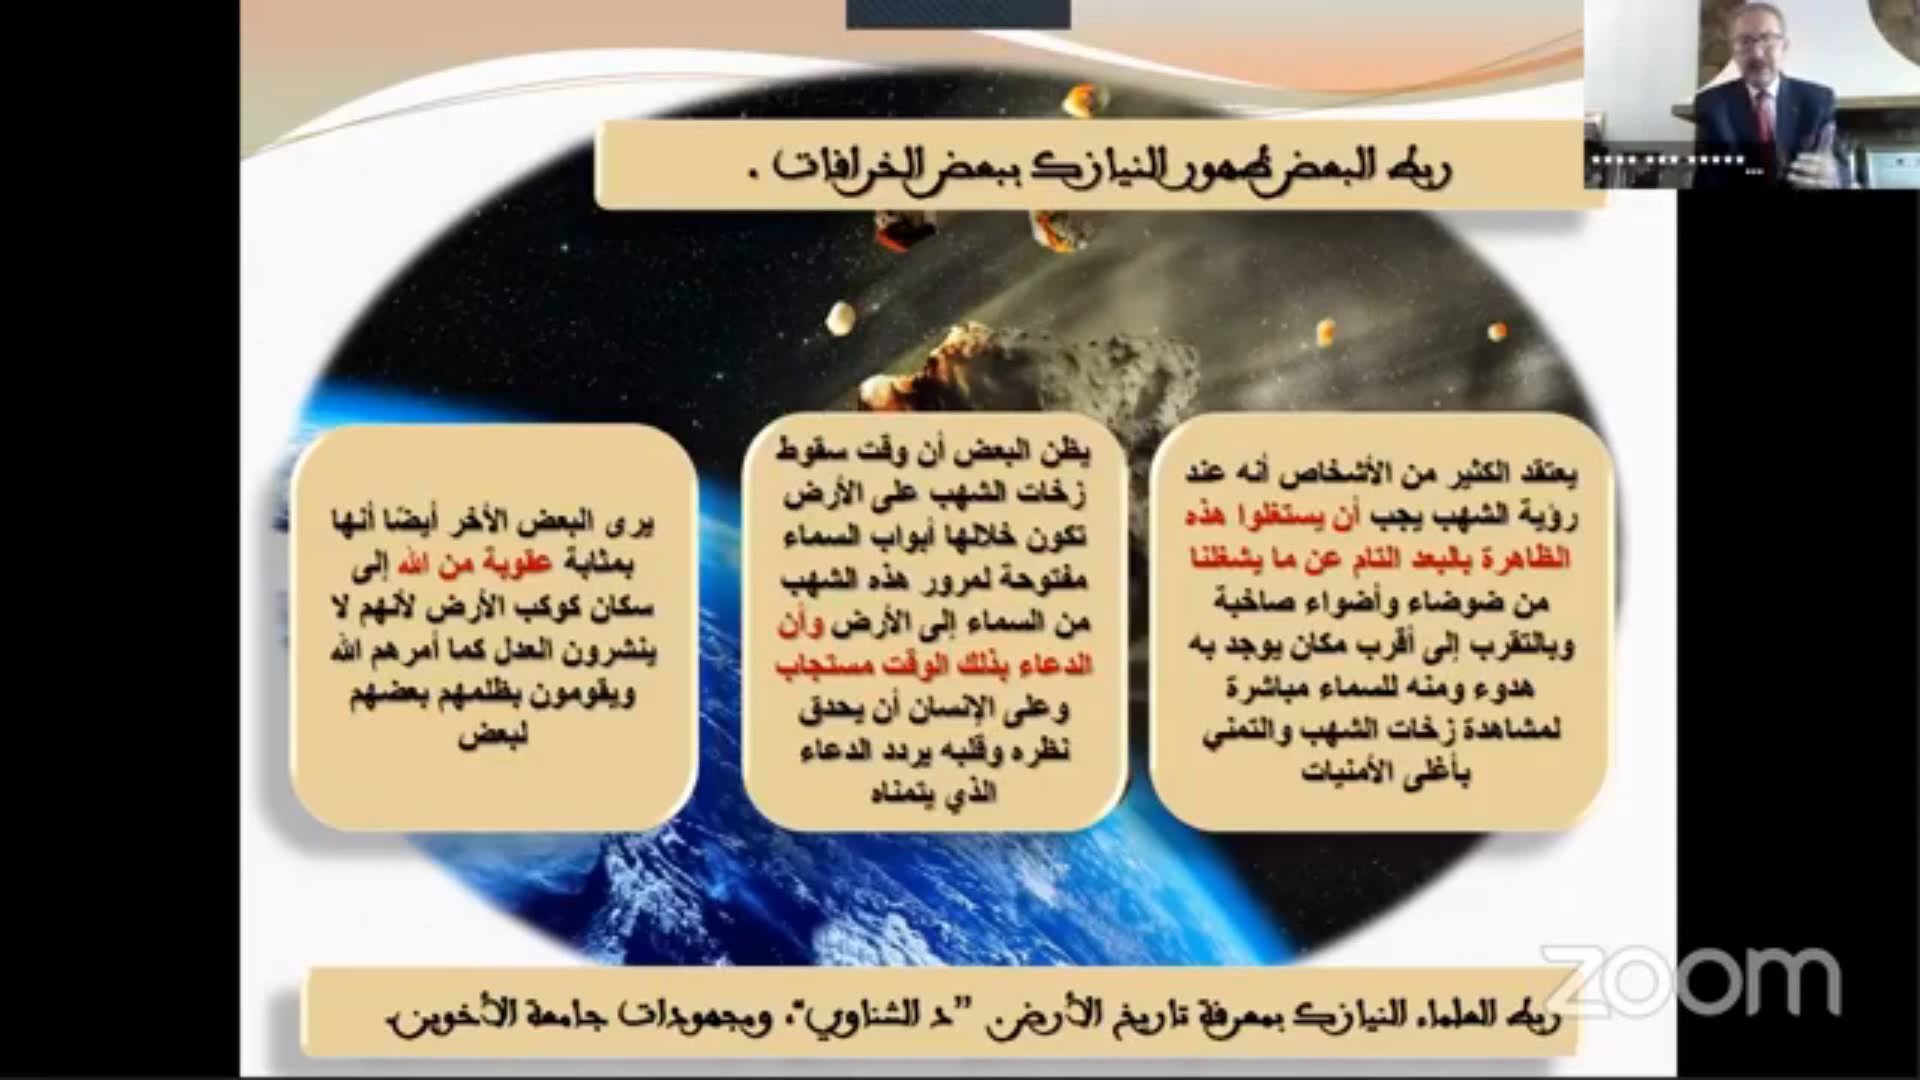 ربط البعض ظهور النيازك ببعض الخرافات .
يعتقد الكثير من الأشخاص أنه عند
رؤية الشهب يجب أن يستغلوا هذه
الظاهرة بالبعد التام عن ما يشغلنا
من ضوضاء وأضواء صاخبة
وبالتقرب إلى أقرب مكان يوجد به
هدوء ومنه للسماء مباشرة
لمشاهدة زخات الشهب والتمني
بأغلى الأمنيات
يظن البعض أن وقت سقوط
زخات الشهب على الأرض
تكون خلالها أبواب السماء
مفتوحة لمرور هذه الشهب
من السماء إلى الأرض وأن
الدعاء بذلك الوقت مستجاب
وعلى الإنسان أن يحدق
نظره وقلبه يردد الدعاء
الذي يتمناه
يرى البعض الأخر أيضًا أنها
بمثابة عقوبة من الله إلى
سكان كوكب الأرض لأنهم لا
ينشرون العدل كما أمرهم الله
ويقومون بظلمهم بعضهم
لبعض
ربط العلماء النيازك بمعرفة تاريخ الأرض. ”د الشناوي“، ومجهودات جامعة الأخوين.
zoom